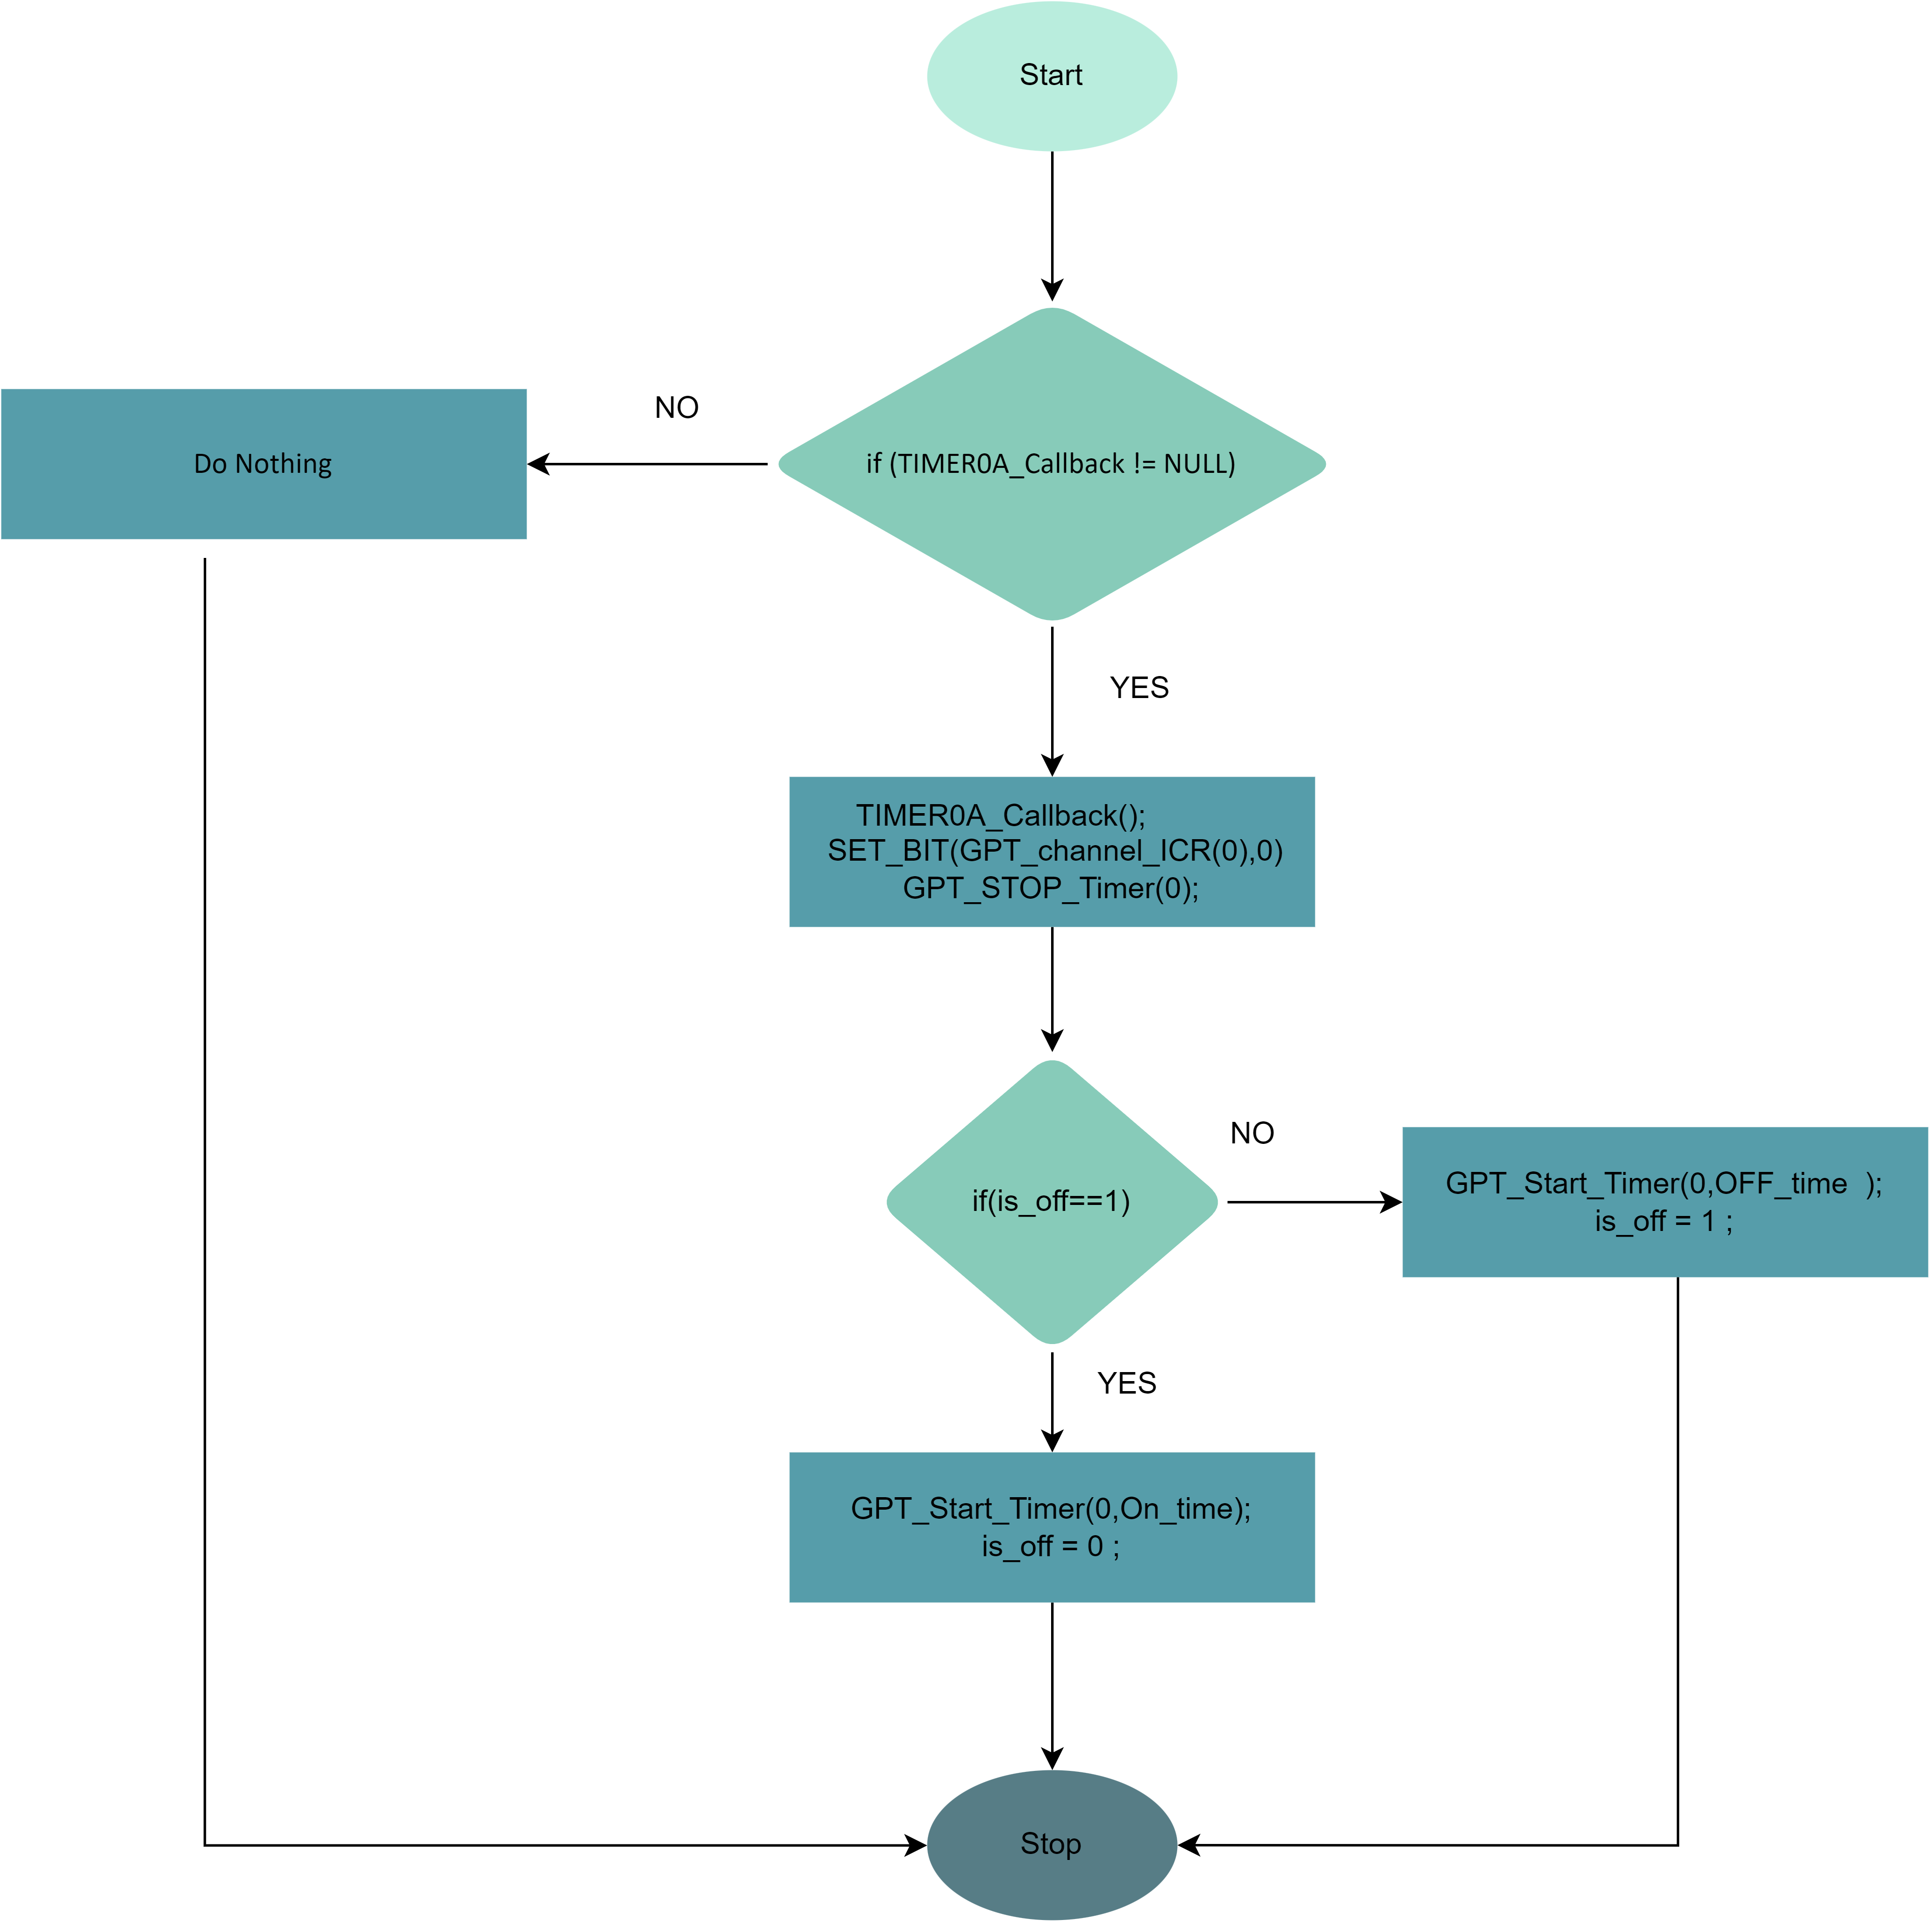 Start
NO
Do Nothing
if (TIMER0A_Callback != NULL)
YES
TIMER0A_Callback();
SET_BIT(GPT_channel_ICR(0),0)
GPT_STOP_Timer(0);
NO
if(is_off==1)
GPT_Start_Timer(0,OFF_time  );
is_off = 1 ;
YES
GPT_Start_Timer(0,On_time);
is_off = 0 ;
Stop